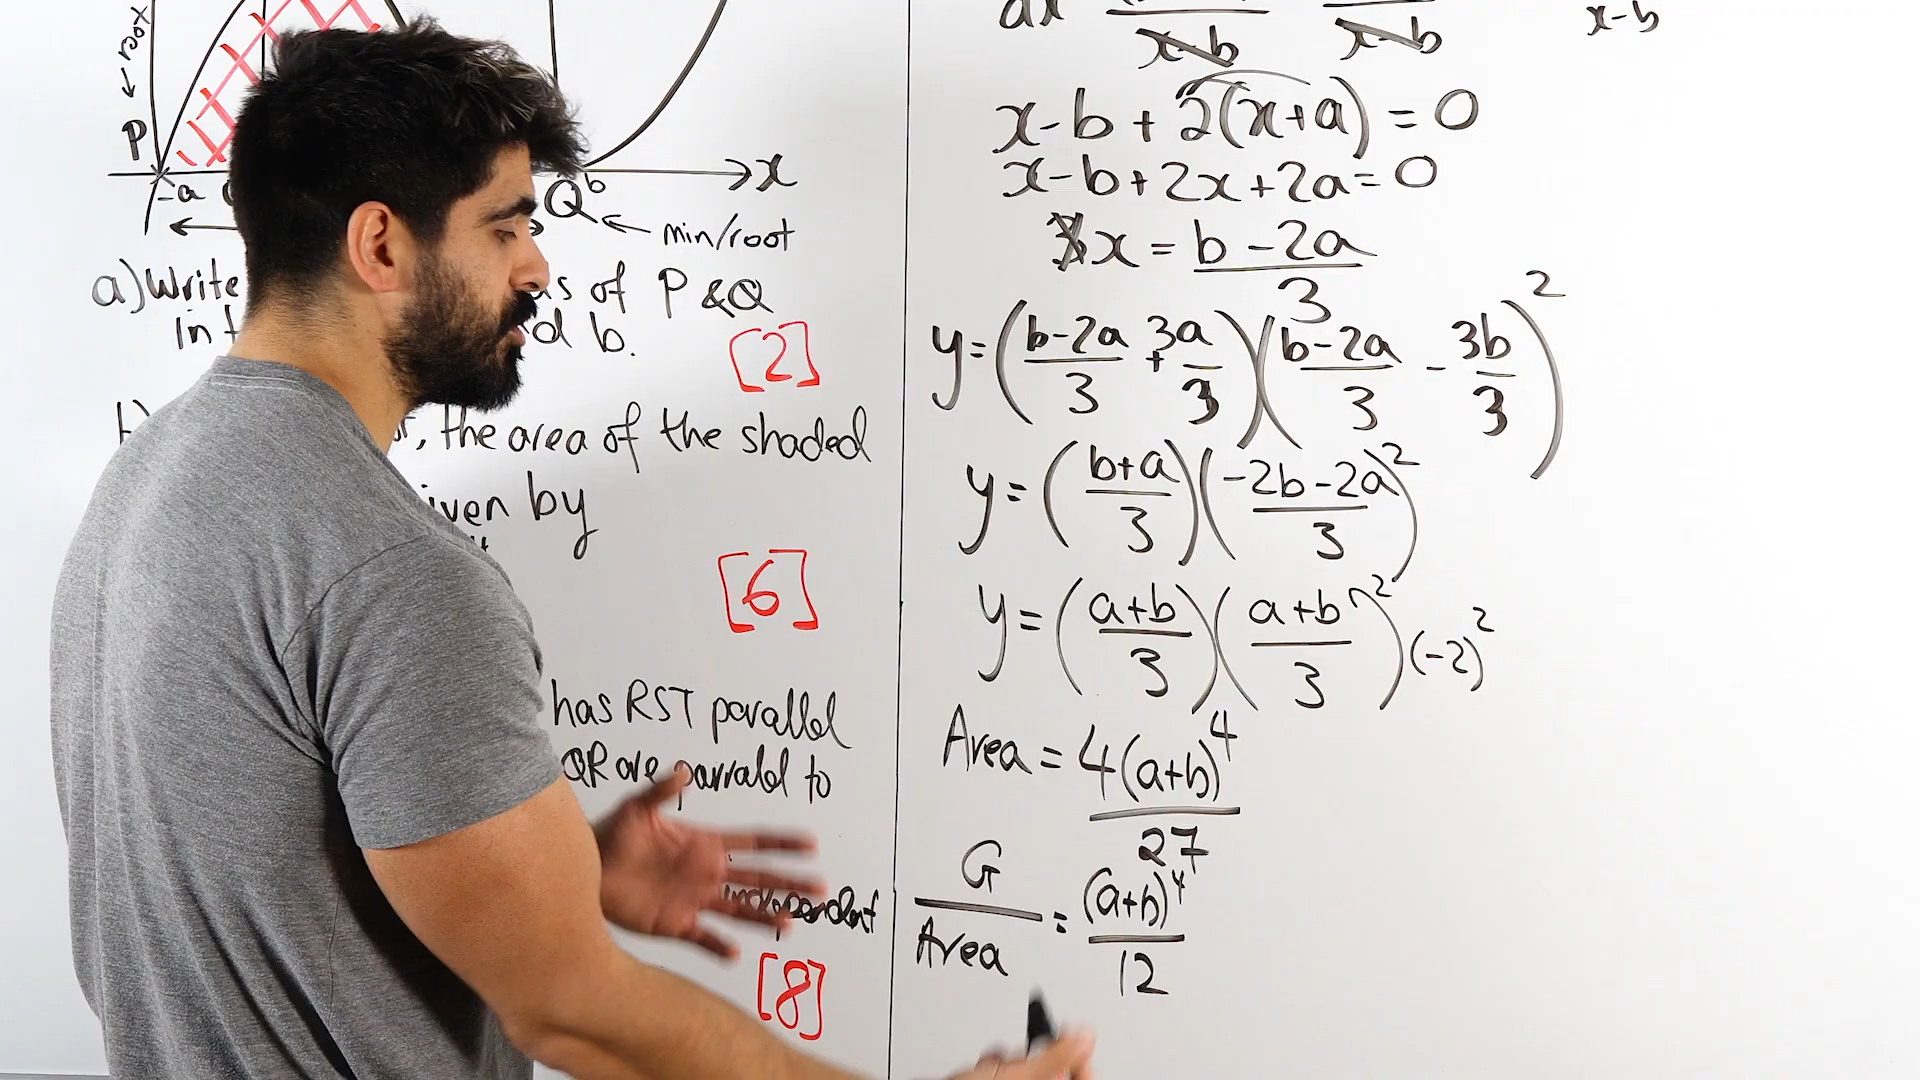 ← root
P
-a
Q
b
x
← min/root
a) Write as of P & Q
in b.
[2]
, the area of the shaded
iven by
[6]
has RST parallel
QR are parralel to
independent
[8]
x-b x-b
x-b
x-b+2(x+a)=0
x-b+2x+2a=0
3x = b-2a
3
y=(b-2a/3 + 3a/3)(b-2a/3 - 3b/3)²
y=(b+a/3)(-2b-2a/3)²
y=(a+b/3)(a+b/3)²(-2)²
Area = 4(a+b)⁴/27
G/Area = (a+b)⁴/12